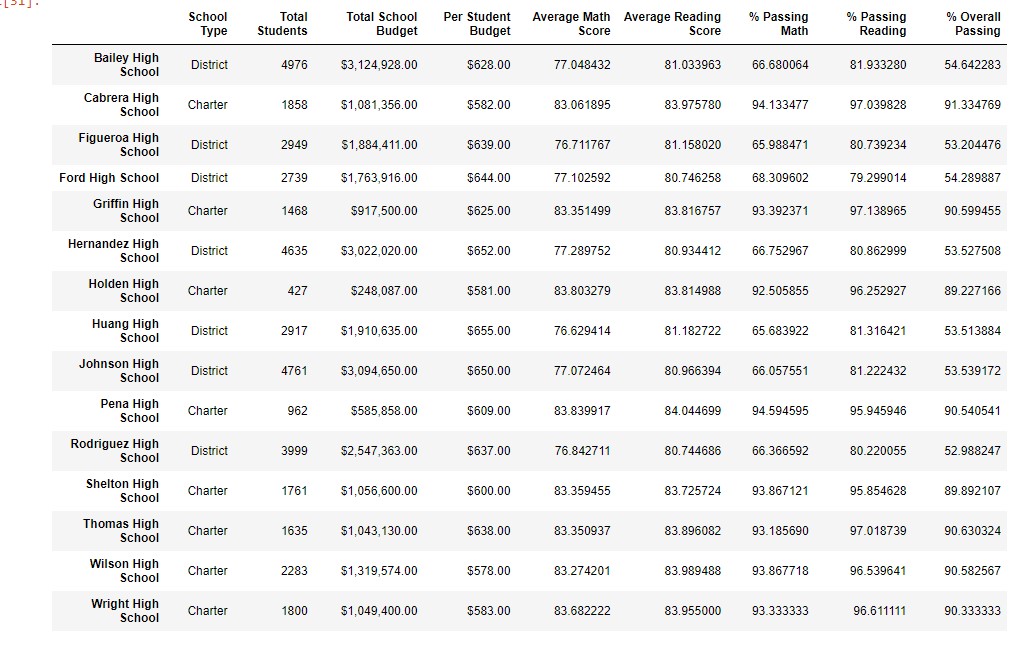 [31]:
School Type Total Students Total School Budget Per Student Budget Average Math Score Average Reading Score % Passing Math % Passing Reading % Overall Passing
Bailey High School District 4976 $3,124,928.00 $628.00 77.048432 81.033963 66.680064 81.933280 54.642283
Cabrera High School Charter 1858 $1,081,356.00 $582.00 83.061895 83.975780 94.133477 97.039828 91.334769
Figueroa High School District 2949 $1,884,411.00 $639.00 76.711767 81.158020 65.988471 80.739234 53.204476
Ford High School District 2739 $1,763,916.00 $644.00 77.102592 80.746258 68.309602 79.299014 54.289887
Griffin High School Charter 1468 $917,500.00 $625.00 83.351499 83.816757 93.392371 97.138965 90.599455
Hernandez High School District 4635 $3,022,020.00 $652.00 77.289752 80.934412 66.752967 80.862999 53.527508
Holden High School Charter 427 $248,087.00 $581.00 83.803279 83.814988 92.505855 96.252927 89.227166
Huang High School District 2917 $1,910,635.00 $655.00 76.629414 81.182722 65.683922 81.316421 53.513884
Johnson High School District 4761 $3,094,650.00 $650.00 77.072464 80.966394 66.057551 81.222432 53.539172
Pena High School Charter 962 $585,858.00 $609.00 83.839917 84.044699 94.594595 95.945946 90.540541
Rodriguez High School District 3999 $2,547,363.00 $637.00 76.842711 80.744686 66.366592 80.220055 52.988247
Shelton High School Charter 1761 $1,056,600.00 $600.00 83.359455 83.725724 93.867121 95.854628 89.892107
Thomas High School Charter 1635 $1,043,130.00 $638.00 83.350937 83.896082 93.185690 97.018739 90.630324
Wilson High School Charter 2283 $1,319,574.00 $578.00 83.274201 83.989488 93.867718 96.539641 90.582567
Wright High School Charter 1800 $1,049,400.00 $583.00 83.682222 83.955000 93.333333 96.611111 90.333333